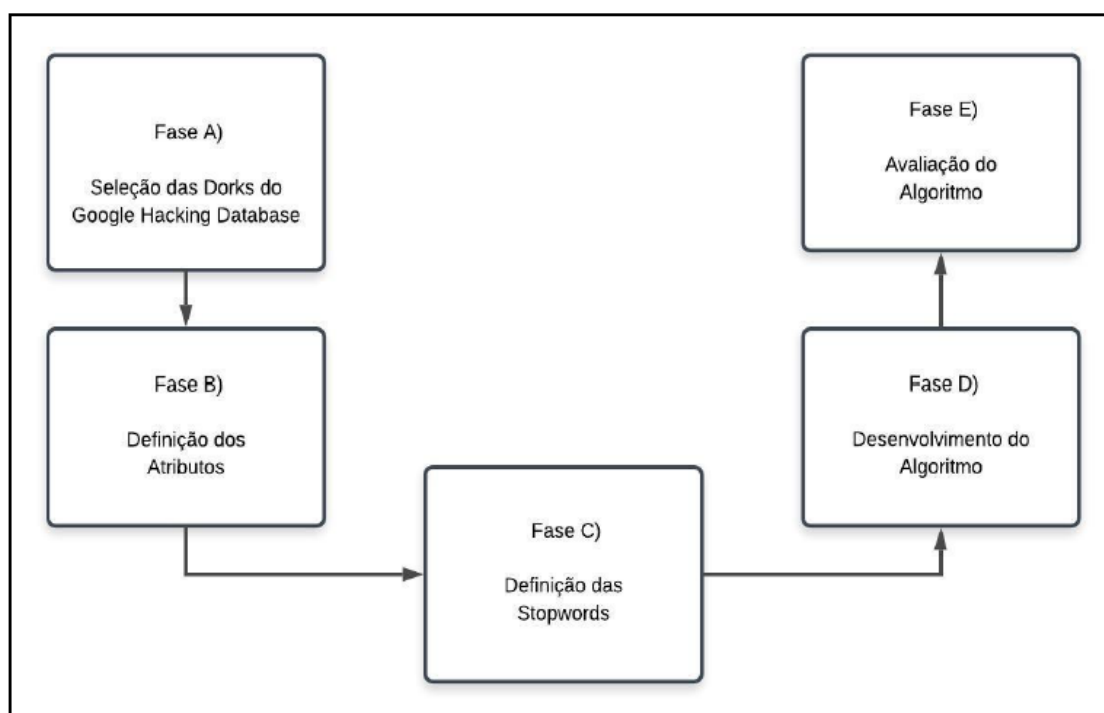 Fase A)
Seleção das Dorks do
Google Hacking Database
Fase B)
Definição dos
Atributos
Fase C)
Definição das
Stopwords
Fase D)
Desenvolvimento do
Algoritmo
Fase E)
Avaliação do
Algoritmo